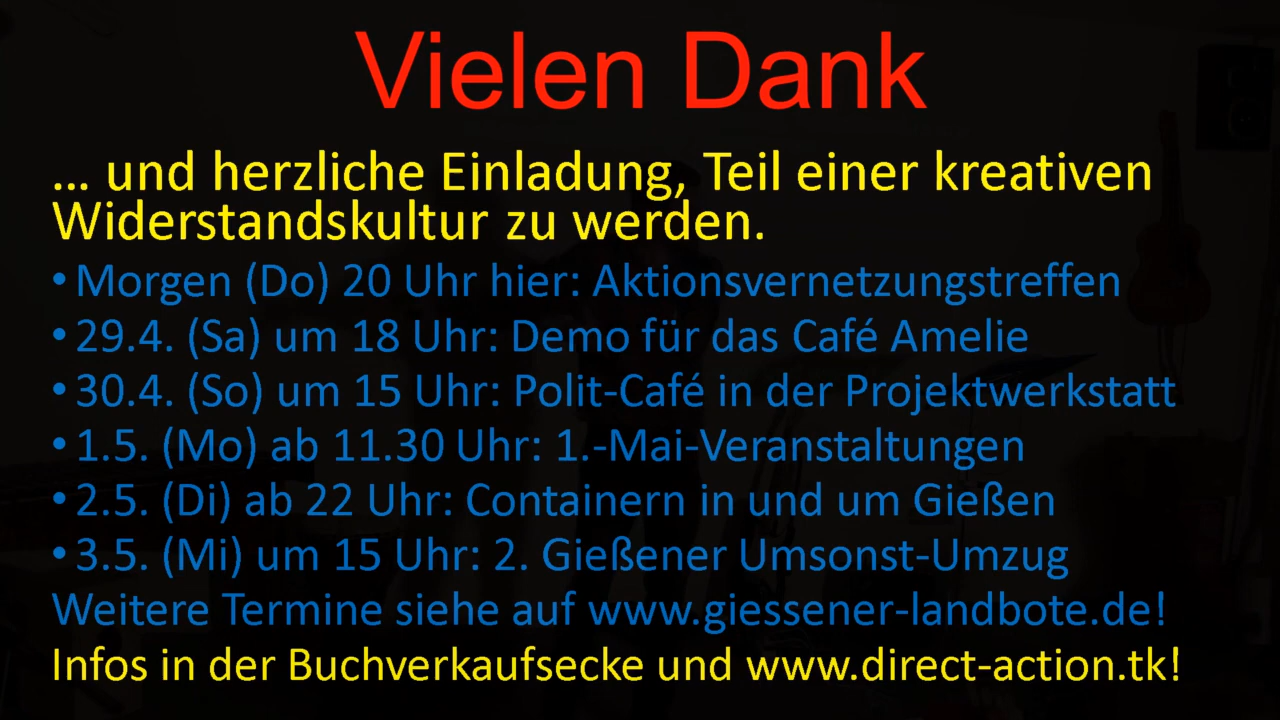 Vielen Dank
... und herzliche Einladung, Teil einer kreativen
Widerstandskultur zu werden.
• Morgen (Do) 20 Uhr hier: Aktionsvernetzungstreffen
• 29.4. (Sa) um 18 Uhr: Demo für das Café Amelie
• 30.4. (So) um 15 Uhr: Polit-Café in der Projektwerkstatt
• 1.5. (Mo) ab 11.30 Uhr: 1.-Mai-Veranstaltungen
• 2.5. (Di) ab 22 Uhr: Containern in und um Gießen
• 3.5. (Mi) um 15 Uhr: 2. Gießener Umsonst-Umzug
Weitere Termine siehe auf www.giessener-landbote.de!
Infos in der Buchverkaufsecke und www.direct-action.tk!